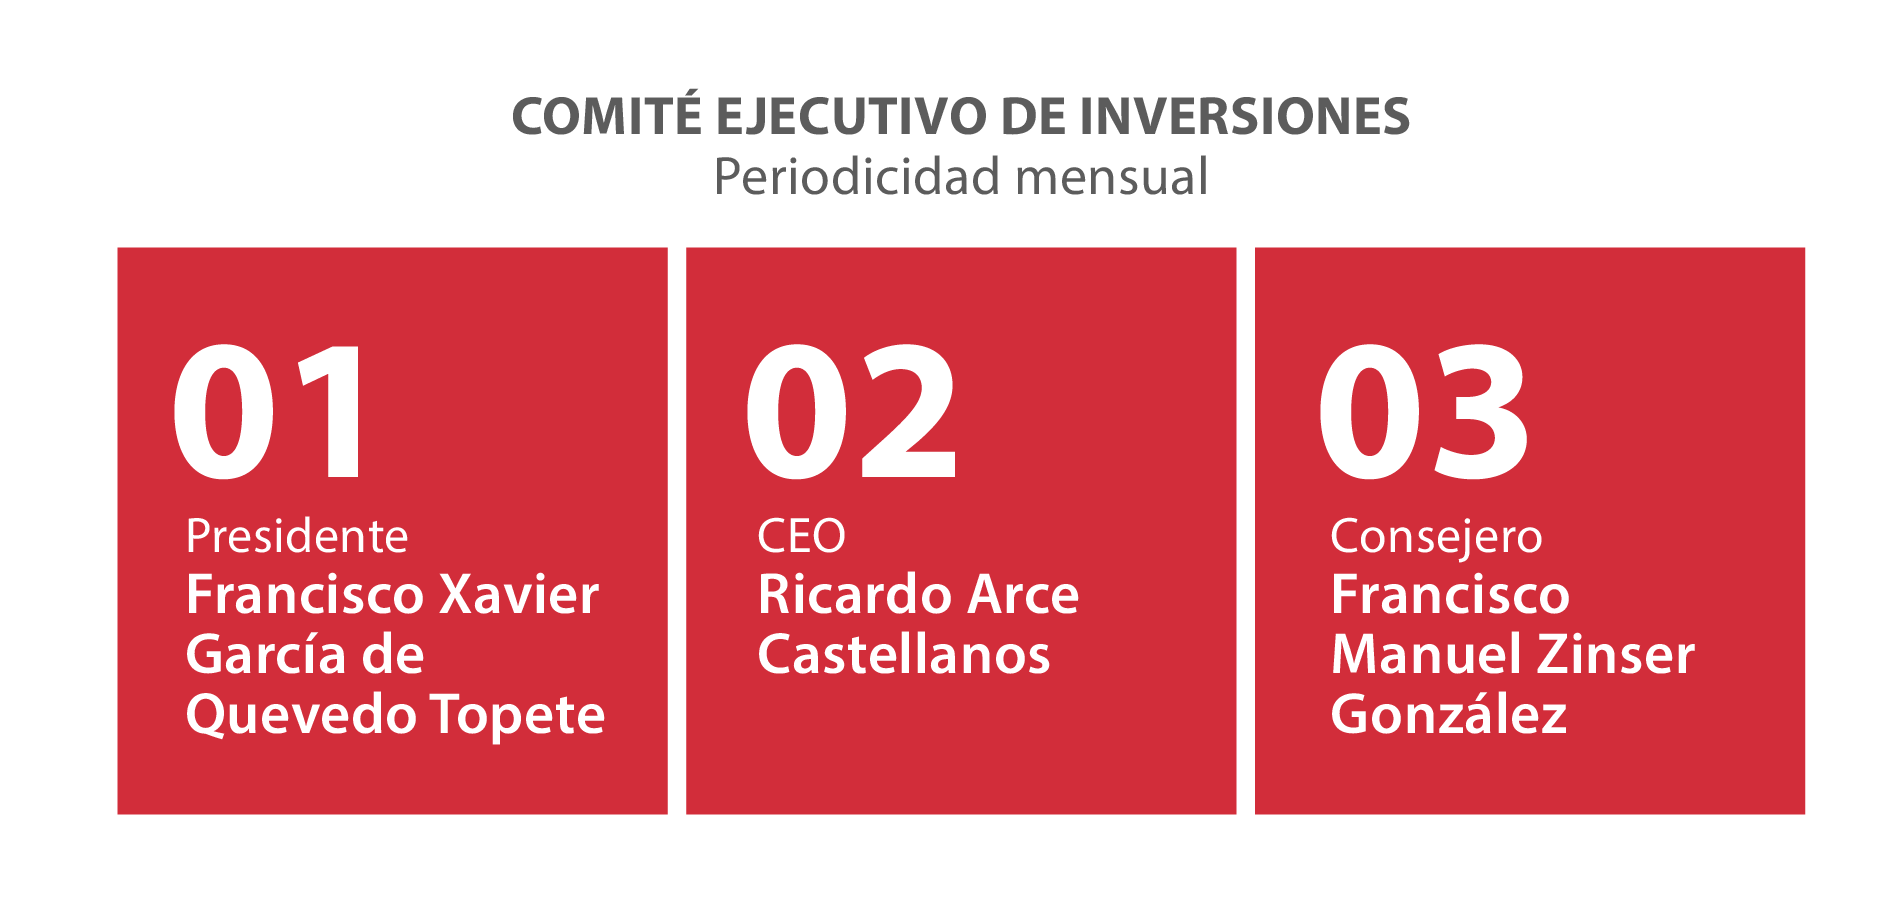 COMITÉ EJECUTIVO DE INVERSIONES
Periodicidad mensual
01
Presidente
Francisco Xavier
García de
Quevedo Topete
02
CEO
Ricardo Arce
Castellanos
03
Consejero
Francisco
Manuel Zinser
González